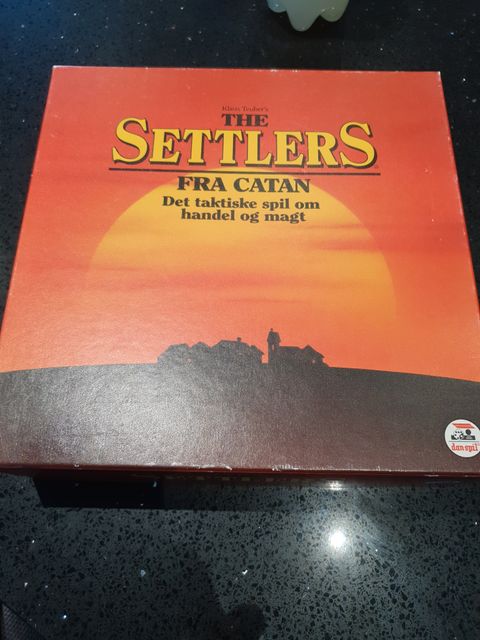 Klaus Teuber's
THE
SETTLERS
FRA CATAN
Det taktiske spil om
handel og magt
dan spil